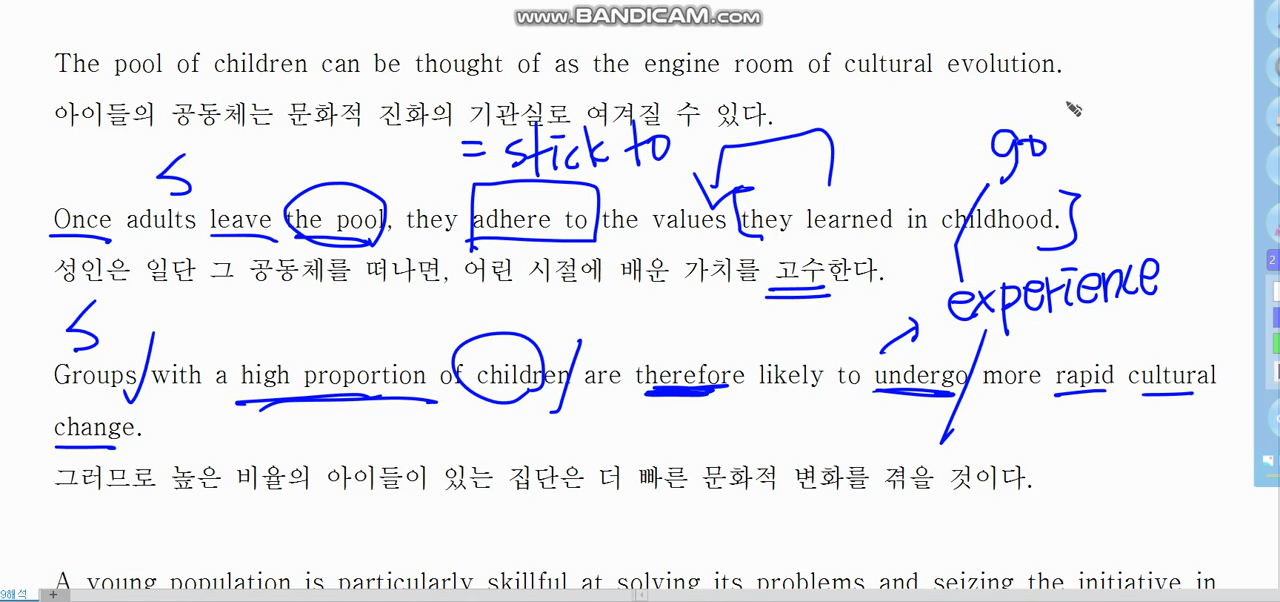 www.BANDICAM.com
The pool of children can be thought of as the engine room of cultural evolution.
아이들의 공동체는 문화적 진화의 기관실로 여겨질 수 있다.
= stick to
go
S
Once adults leave the pool, they adhere to the values [they learned in childhood.]
성인은 일단 그 공동체를 떠나면, 어린 시절에 배운 가치를 고수한다.
experience
S
Groups with a high proportion of children are therefore likely to undergo more rapid cultural
change.
그러므로 높은 비율의 아이들이 있는 집단은 더 빠른 문화적 변화를 겪을 것이다.
A young population is particularly skillful at solving its problems and seizing the initiative in
9해석
2